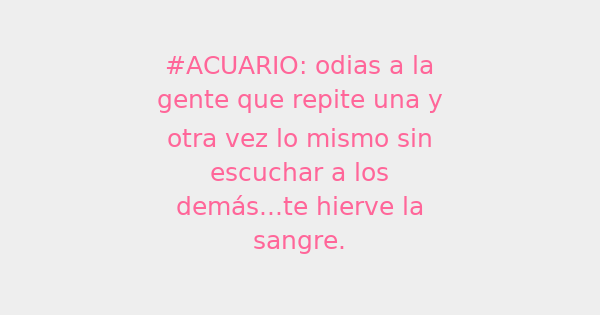 #ACUARIO: odias a la
gente que repite una y
otra vez lo mismo sin
escuchar a los
demás...te hierve la
sangre.